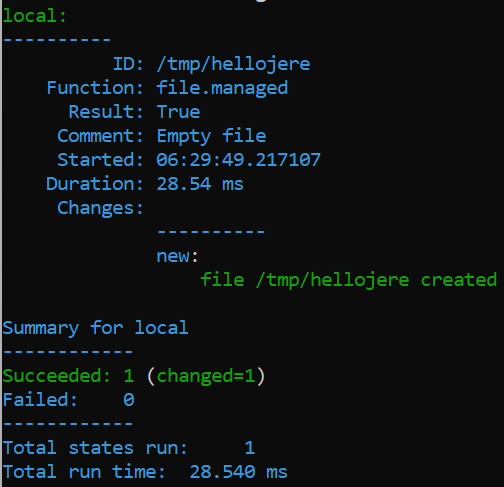 local:
----------
          ID: /tmp/hellojere
    Function: file.managed
      Result: True
     Comment: Empty file
     Started: 06:29:49.217107
    Duration: 28.54 ms
     Changes:
              ----------
              new:
                  file /tmp/hellojere created

Summary for local
------------
Succeeded: 1 (changed=1)
Failed:    0
------------
Total states run:     1
Total run time:  28.540 ms